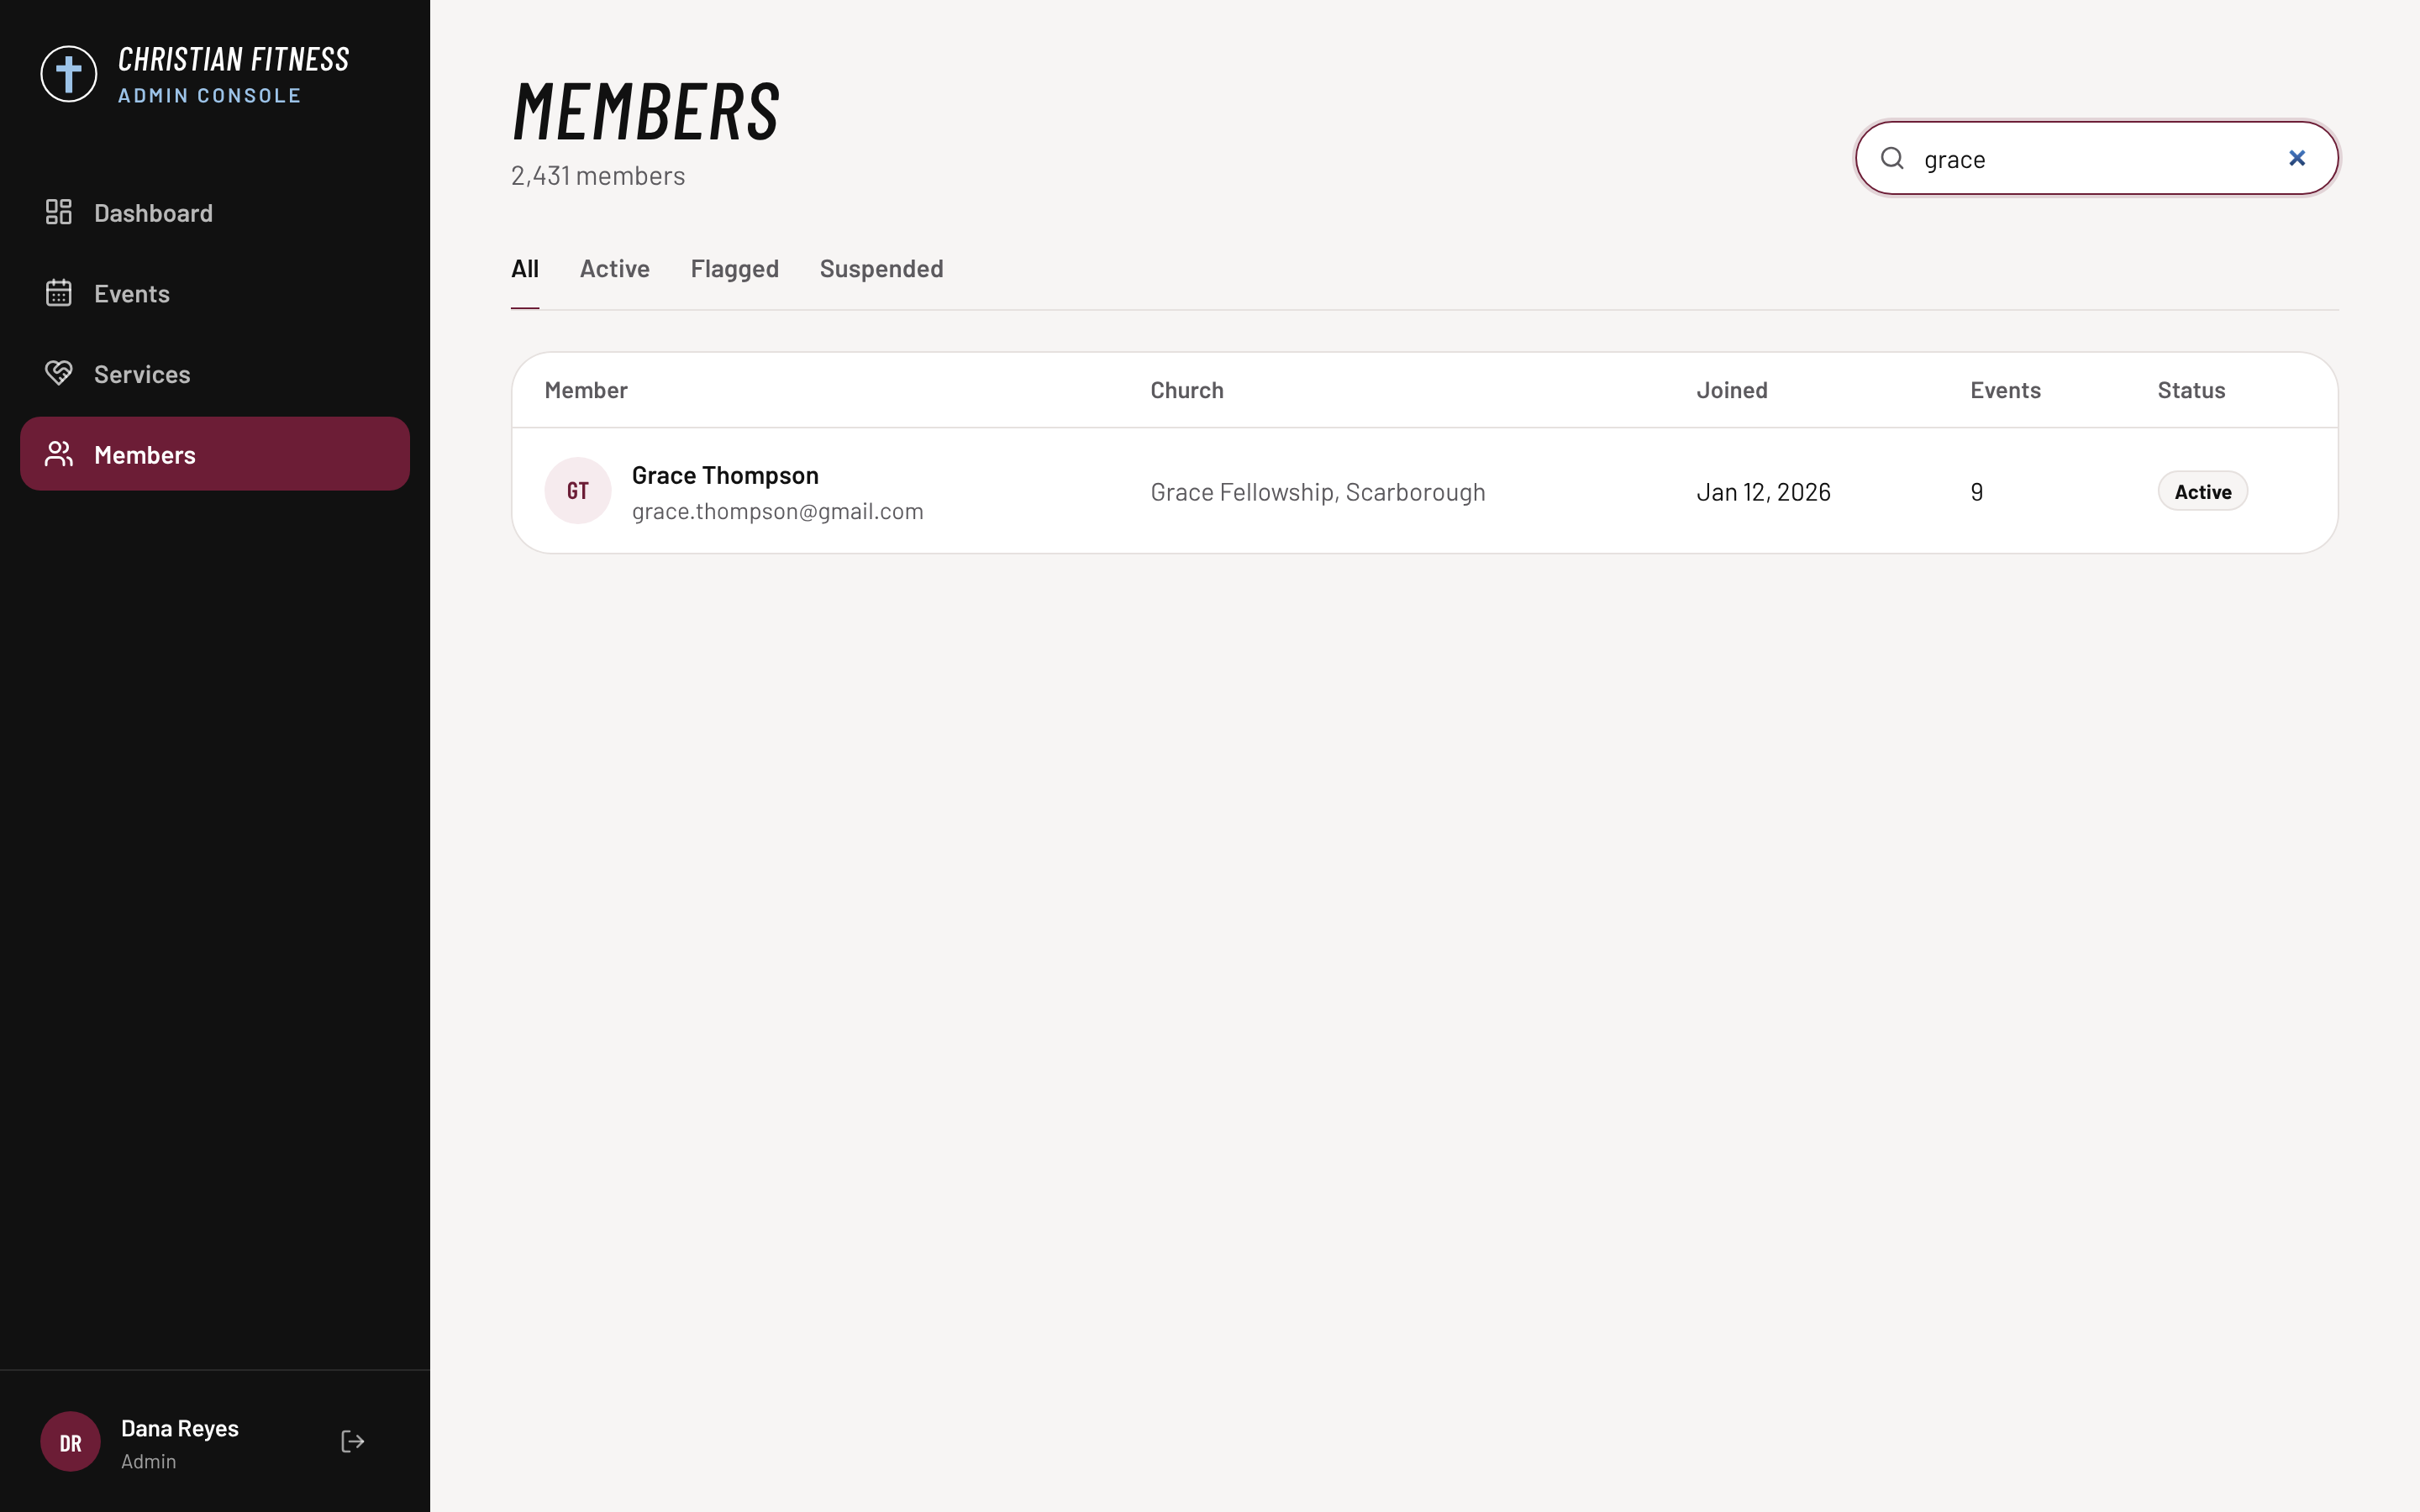 CHRISTIAN FITNESS
ADMIN CONSOLE
Dashboard
Events
Services
Members
DR
Dana Reyes
Admin
MEMBERS
2,431 members
grace
All Active Flagged Suspended
Member Church Joined Events Status
GT
Grace Thompson
grace.thompson@gmail.com
Grace Fellowship, Scarborough
Jan 12, 2026
9
Active